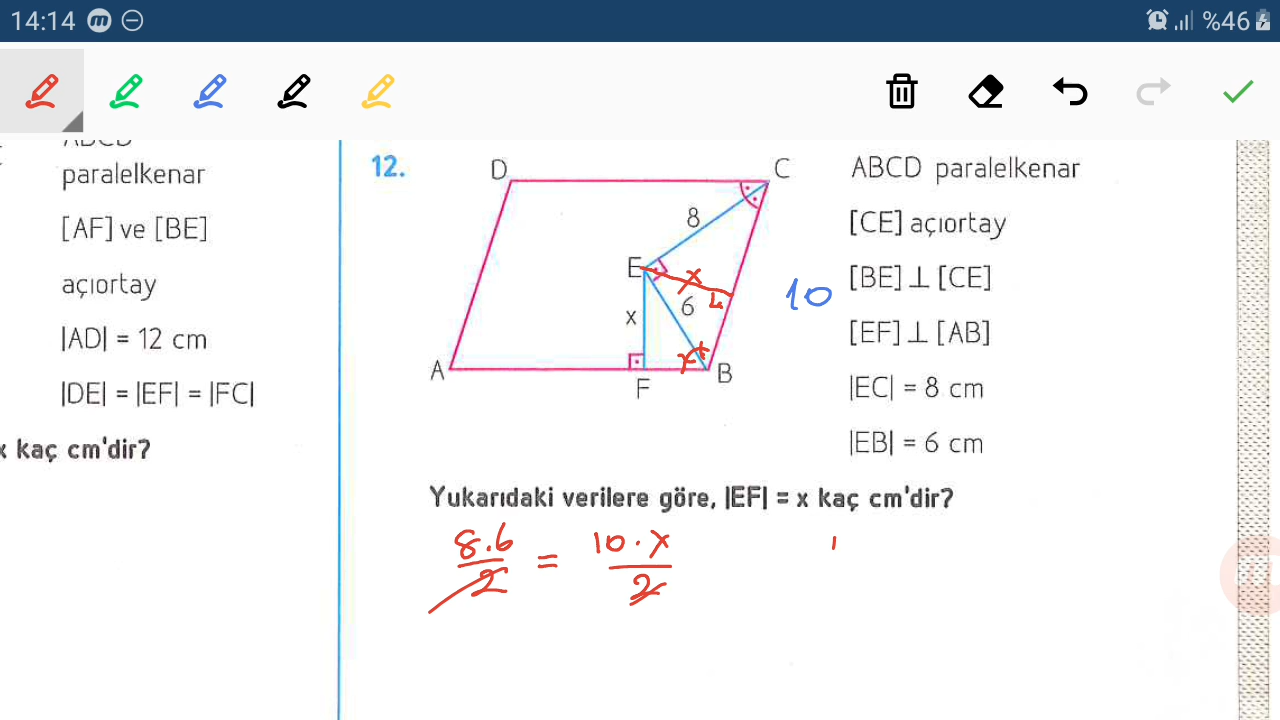 14:14
%46
ABCD
paralelkenar
[AF] ve [BE]
açıortay
|AD| = 12 cm
|DE| = |EF| = |FC|
x kaç cm'dir?
12.
D
C
8
E
x
6
x
A
F
B
10
ABCD paralelkenar
[CE] açıortay
[BE] ⊥ [CE]
[EF] ⊥ [AB]
|EC| = 8 cm
|EB| = 6 cm
Yukarıdaki verilere göre, |EF| = x kaç cm'dir?
8.6/2 = 10.x/2